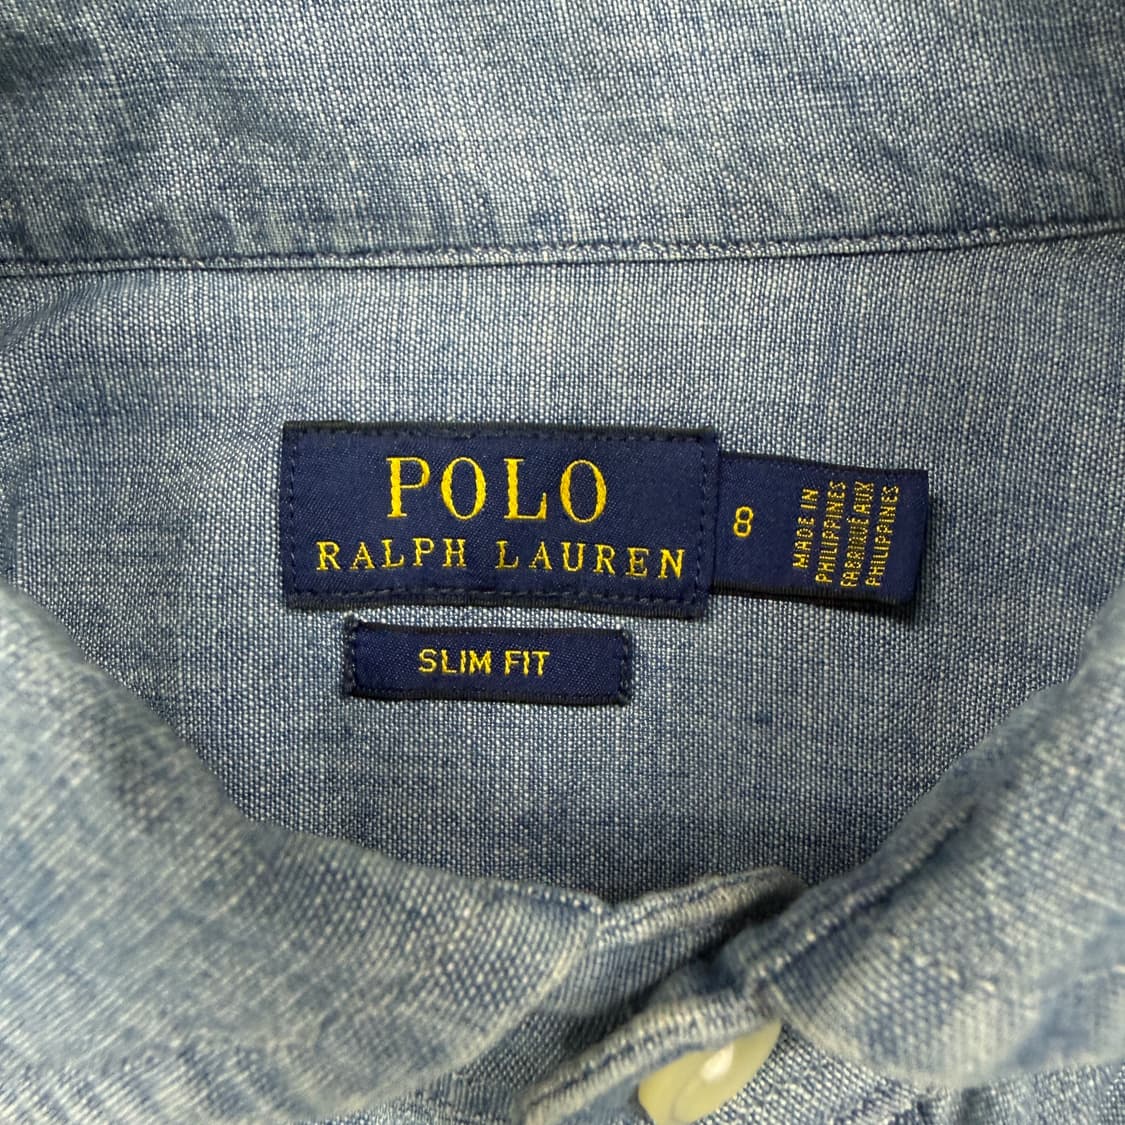 POLO
RALPH LAUREN
8
MADE IN
PHILIPPINES
FABRIQUÉ AUX
PHILIPPINES
SLIM FIT